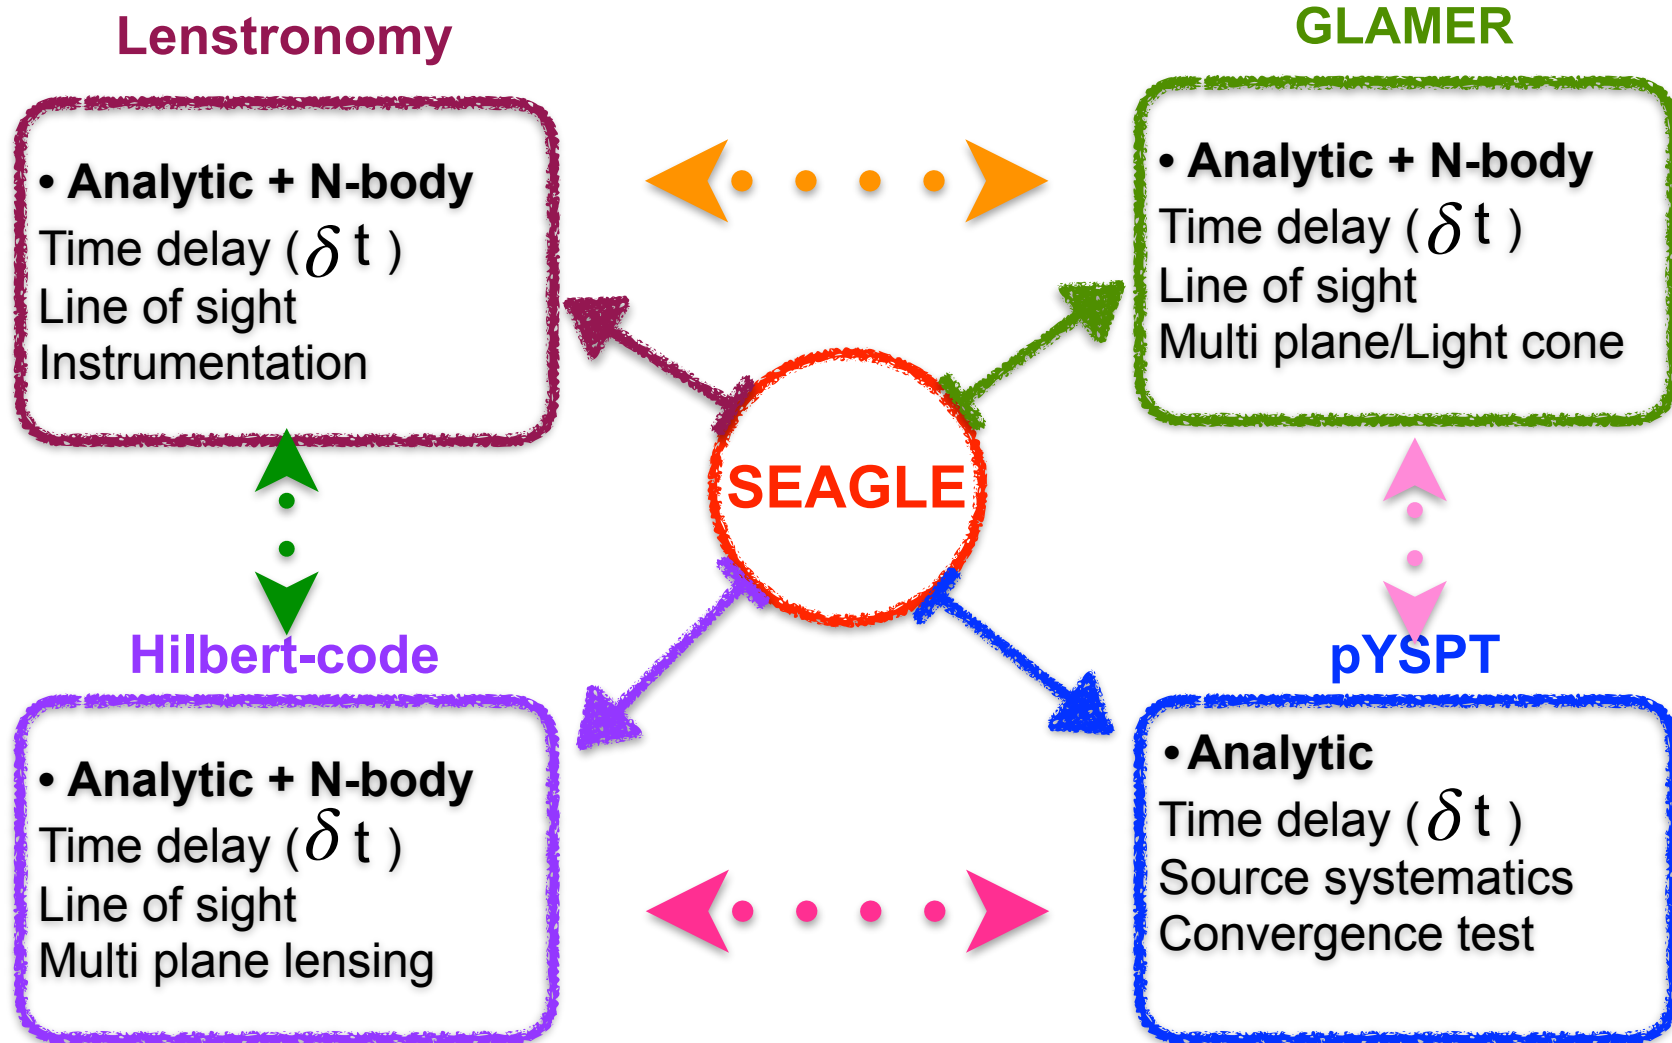 Lenstronomy
• Analytic + N-body
Time delay ( δ t )
Line of sight
Instrumentation
GLAMER
• Analytic + N-body
Time delay ( δ t )
Line of sight
Multi plane/Light cone
SEAGLE
Hilbert-code
• Analytic + N-body
Time delay ( δ t )
Line of sight
Multi plane lensing
pYSPT
• Analytic
Time delay ( δ t )
Source systematics
Convergence test